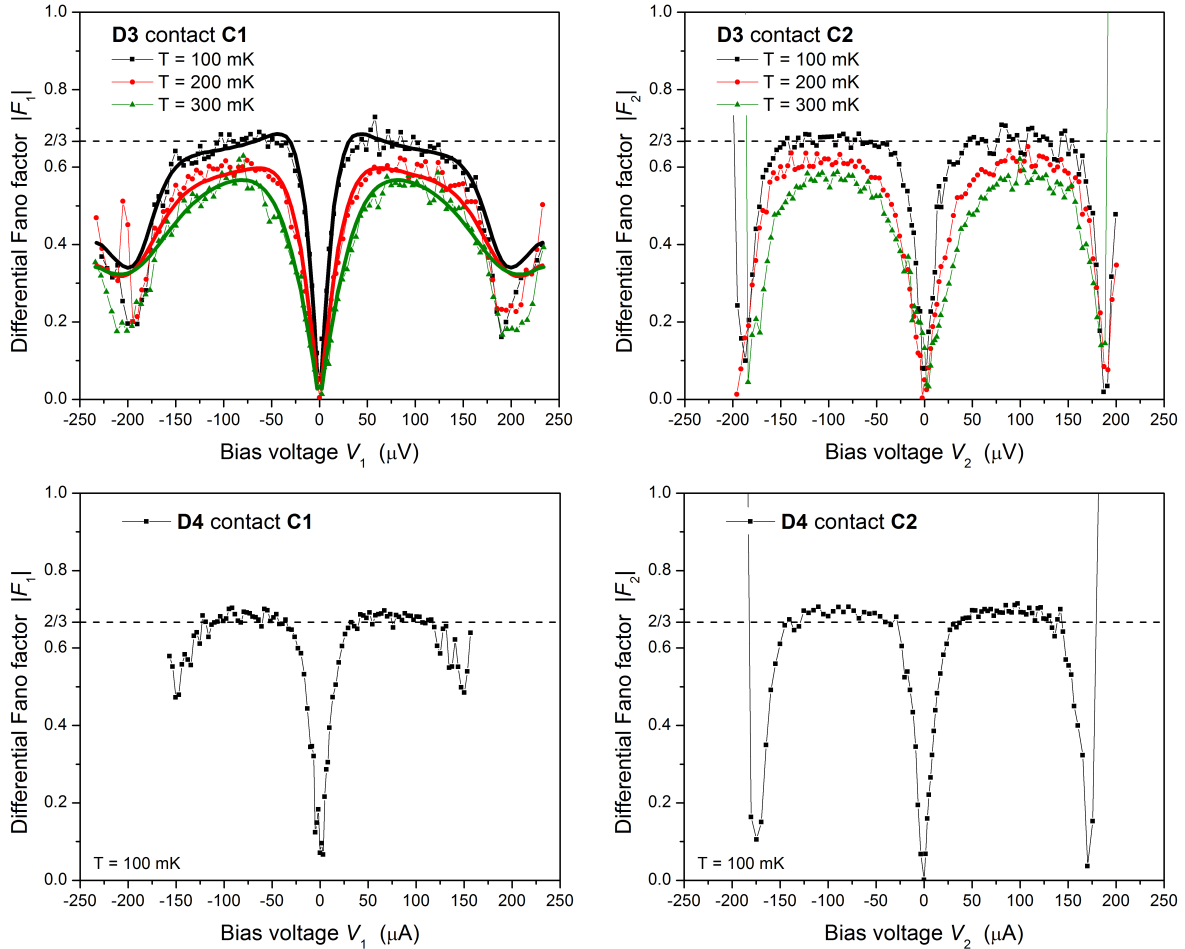 D3 contact C1
T = 100 mK
T = 200 mK
T = 300 mK
1.0
0.8
2/3
0.6
0.4
0.2
0.0
-250 -200 -150 -100 -50 0 50 100 150 200 250
Differential Fano factor |F₁|
Bias voltage V₁ (μV)
D3 contact C2
T = 100 mK
T = 200 mK
T = 300 mK
1.0
0.8
2/3
0.6
0.4
0.2
0.0
-250 -200 -150 -100 -50 0 50 100 150 200 250
Differential Fano factor |F₂|
Bias voltage V₂ (μV)
D4 contact C1
1.0
0.8
2/3
0.6
0.4
0.2
0.0
T = 100 mK
-250 -200 -150 -100 -50 0 50 100 150 200 250
Differential Fano factor |F₁|
Bias voltage V₁ (μA)
D4 contact C2
1.0
0.8
2/3
0.6
0.4
0.2
0.0
T = 100 mK
-250 -200 -150 -100 -50 0 50 100 150 200 250
Differential Fano factor |F₂|
Bias voltage V₂ (μA)